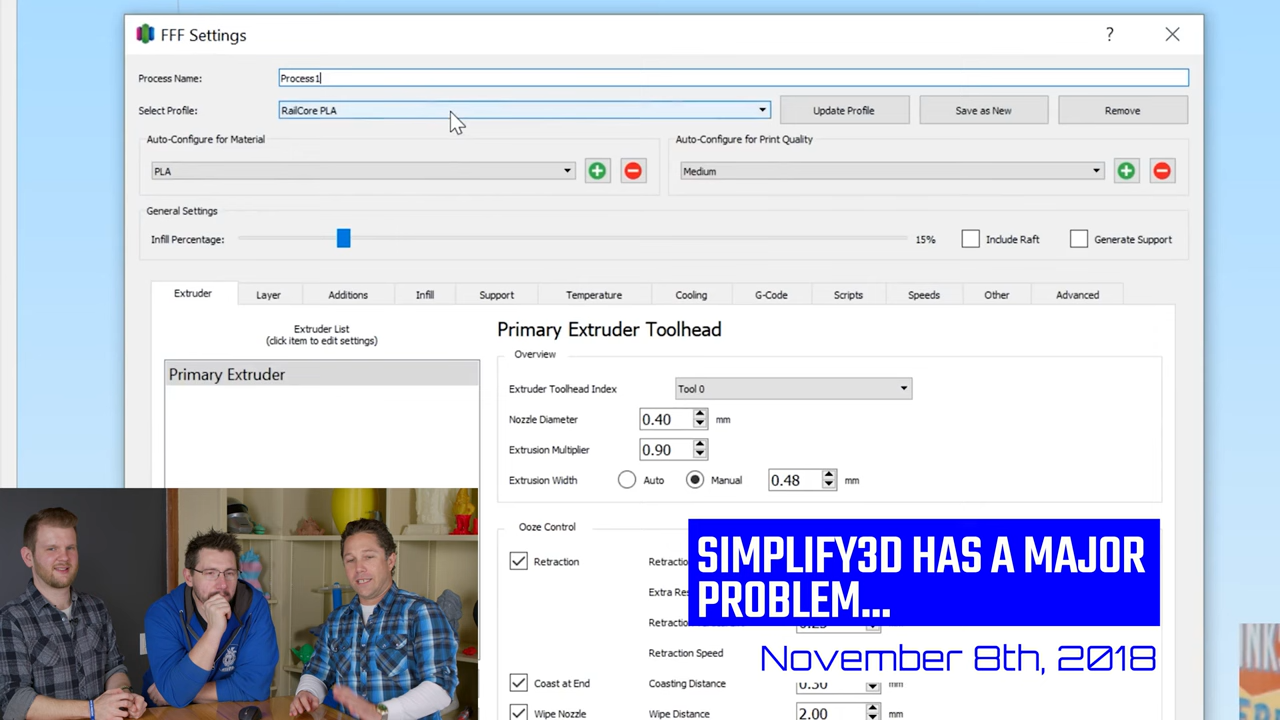 FFF Settings
?
Process Name: Process1
Select Profile: RailCore PLA Update Profile Save as New Remove
Auto-Configure for Material Auto-Configure for Print Quality
PLA Medium
General Settings
Infill Percentage: 15% Include Raft Generate Support
Extruder Layer Additions Infill Support Temperature Cooling G-Code Scripts Speeds Other Advanced
Extruder List
(click item to edit settings)
Primary Extruder
Primary Extruder Toolhead
Overview
Extruder Toolhead Index Tool 0
Nozzle Diameter 0.40 mm
Extrusion Multiplier 0.90
Extrusion Width Auto Manual 0.48 mm
Ooze Control
Retraction
Retraction Speed
Coast at End Coasting Distance mm
Wipe Nozzle Wipe Distance 2.00 mm
SIMPLIFY3D HAS A MAJOR
PROBLEM...
November 8th, 2018